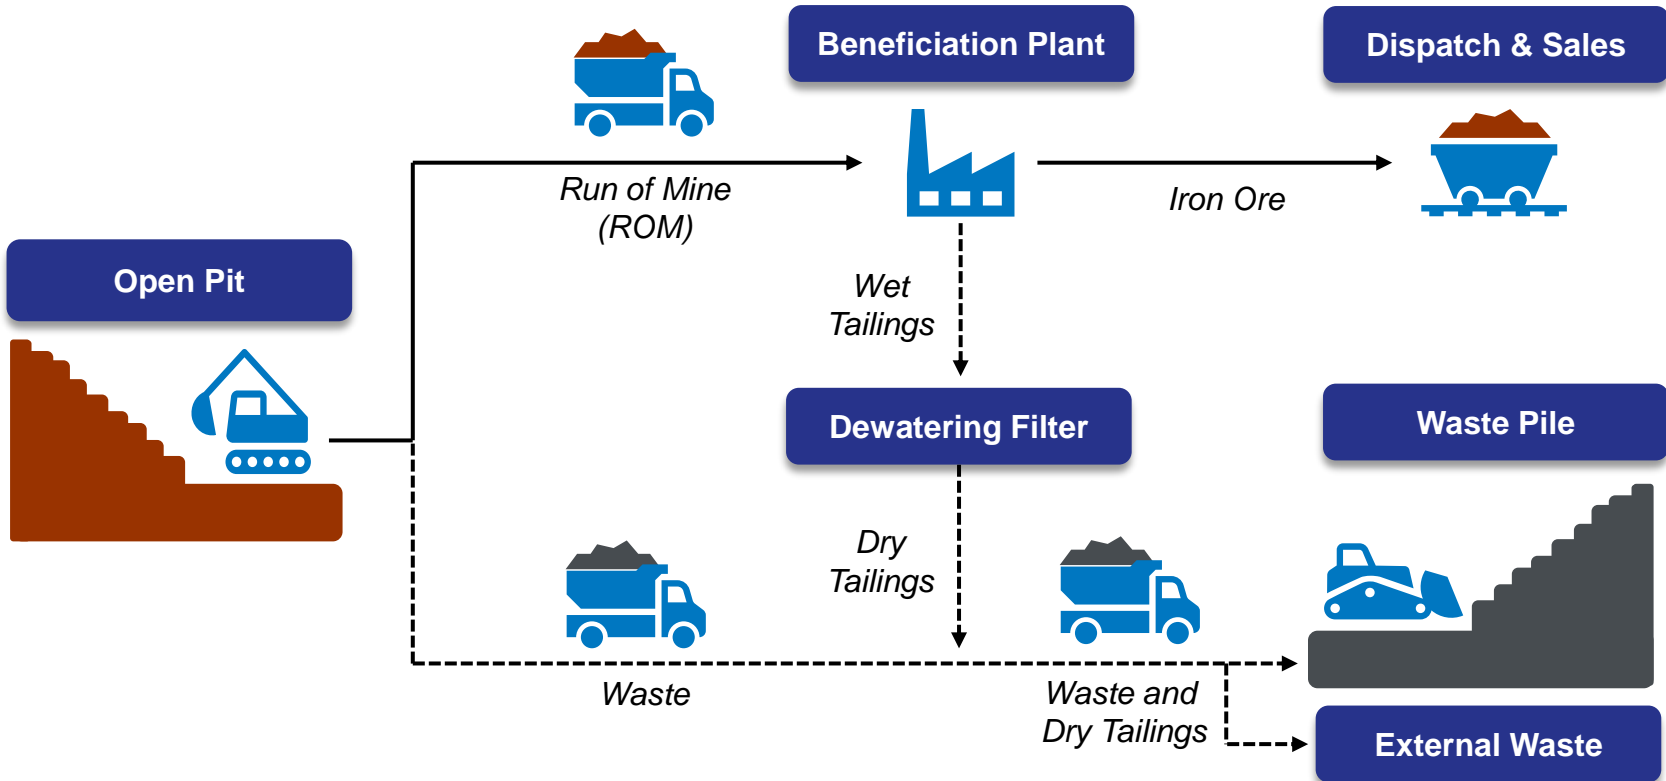 Beneficiation Plant
Dispatch & Sales
Run of Mine
(ROM)
Iron Ore
Open Pit
Wet
Tailings
Dewatering Filter
Waste Pile
Dry
Tailings
Waste
Waste and
Dry Tailings
External Waste